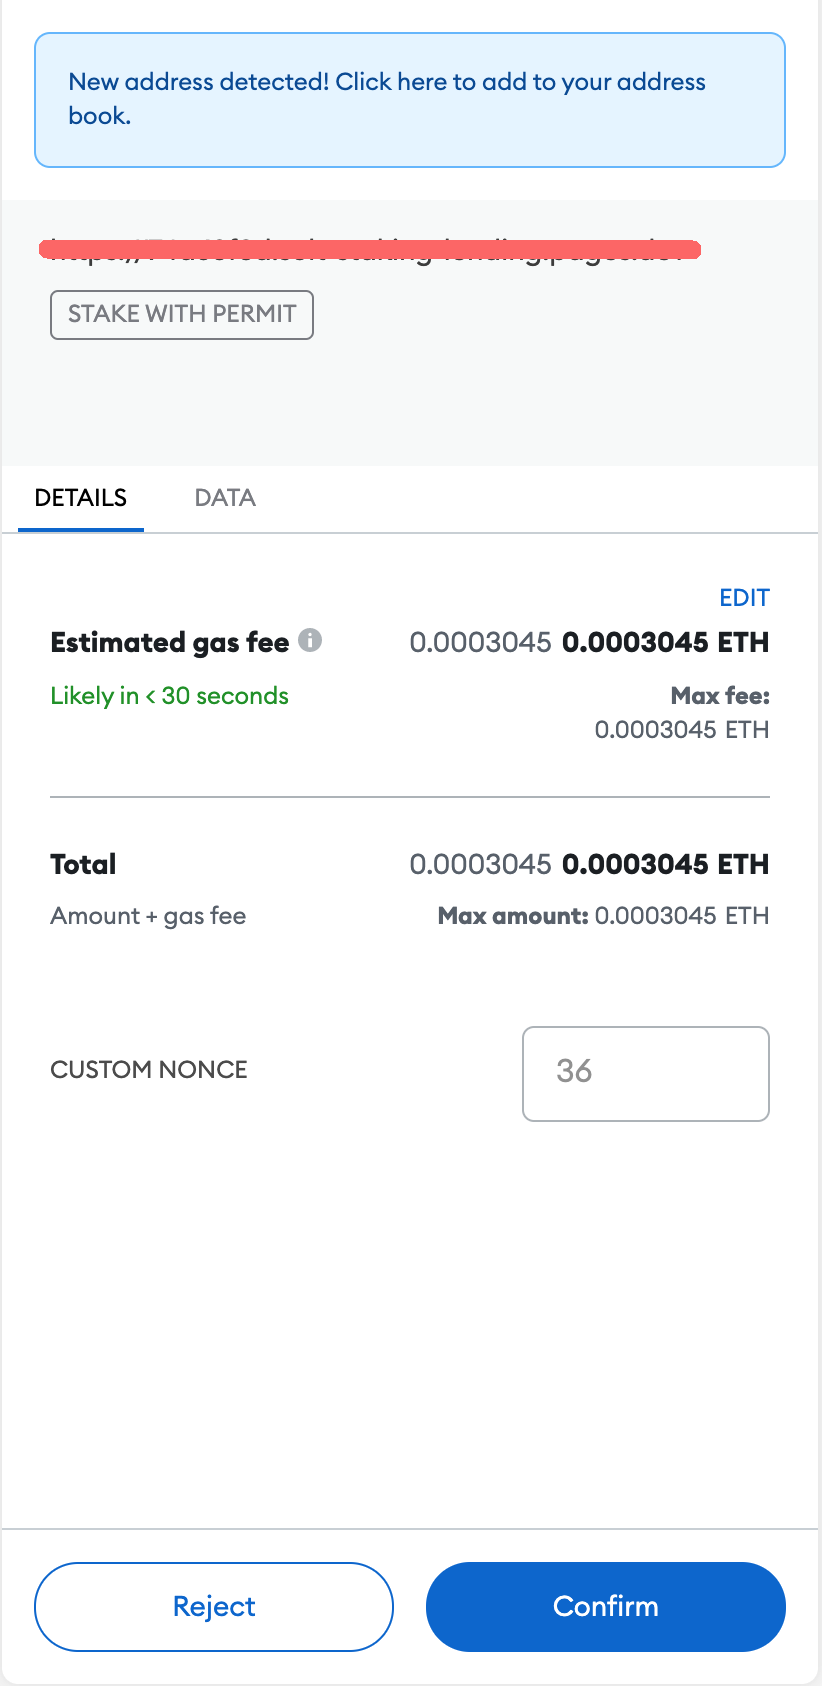 New address detected! Click here to add to your address
book.
STAKE WITH PERMIT
DETAILS DATA
EDIT
Estimated gas fee 0.0003045 0.0003045 ETH
Likely in < 30 seconds Max fee:
0.0003045 ETH
Total 0.0003045 0.0003045 ETH
Amount + gas fee Max amount: 0.0003045 ETH
CUSTOM NONCE 36
Reject Confirm